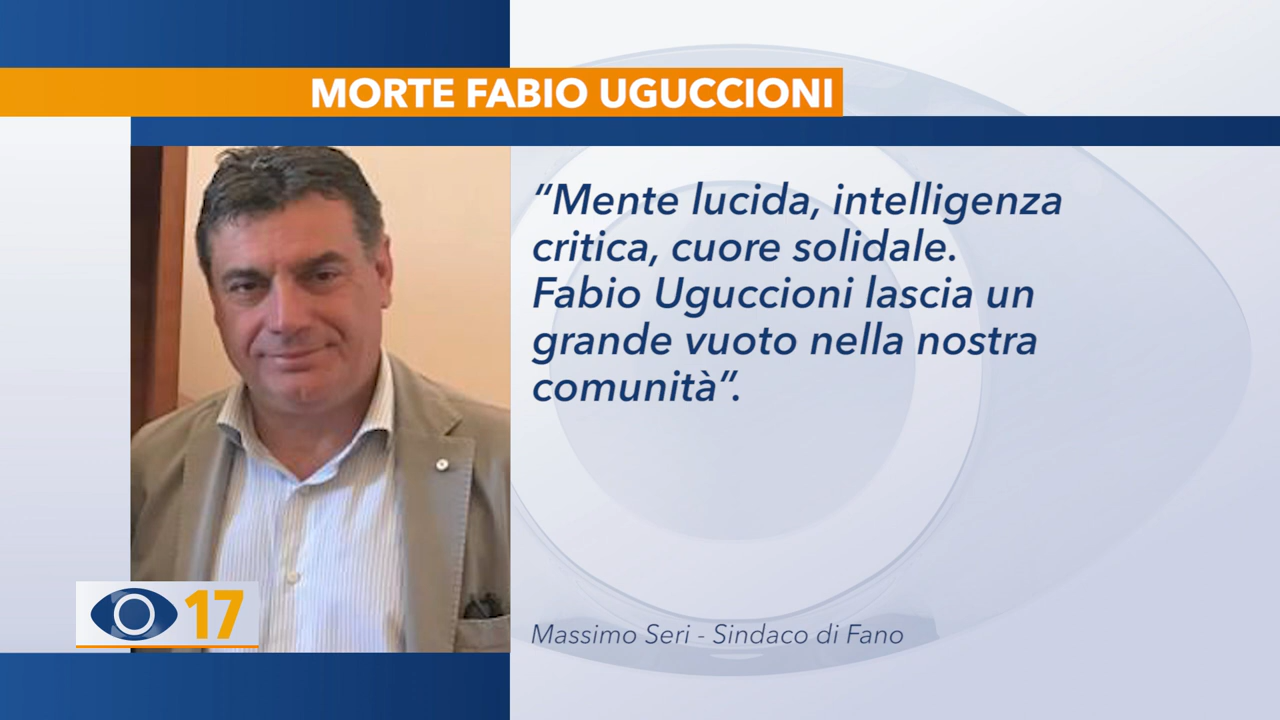 MORTE FABIO UGUCCIONI
“Mente lucida, intelligenza
critica, cuore solidale.
Fabio Uguccioni lascia un
grande vuoto nella nostra
comunità”.
Massimo Seri - Sindaco di Fano
17